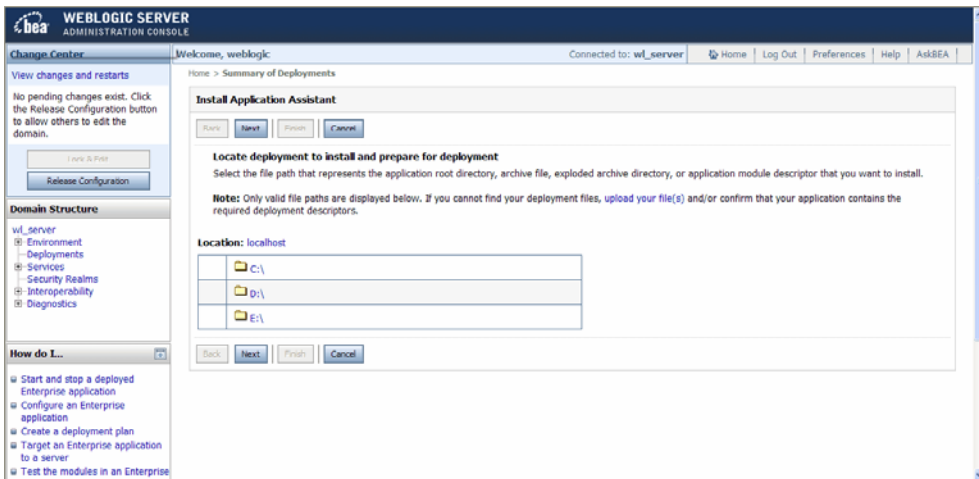 bea
WEBLOGIC SERVER
ADMINISTRATION CONSOLE
Change Center
View changes and restarts
No pending changes exist. Click
the Release Configuration button
to allow others to edit the
domain.
Lock & Edit
Release Configuration
Domain Structure
wl_server
Environment
Deployments
Services
Security Realms
Interoperability
Diagnostics
How do I...
Start and stop a deployed
Enterprise application
Configure an Enterprise
application
Create a deployment plan
Target an Enterprise application
to a server
Test the modules in an Enterprise
Welcome, weblogic
Connected to: wl_server
Home
Log Out
Preferences
Help
AskBEA
Home > Summary of Deployments
Install Application Assistant
Back Next Finish Cancel
Locate deployment to install and prepare for deployment
Select the file path that represents the application root directory, archive file, exploded archive directory, or application module descriptor that you want to install.
Note: Only valid file paths are displayed below. If you cannot find your deployment files, upload your file(s) and/or confirm that your application contains the
required deployment descriptors.
Location: localhost
C:\
D:\
E:\
Back Next Finish Cancel